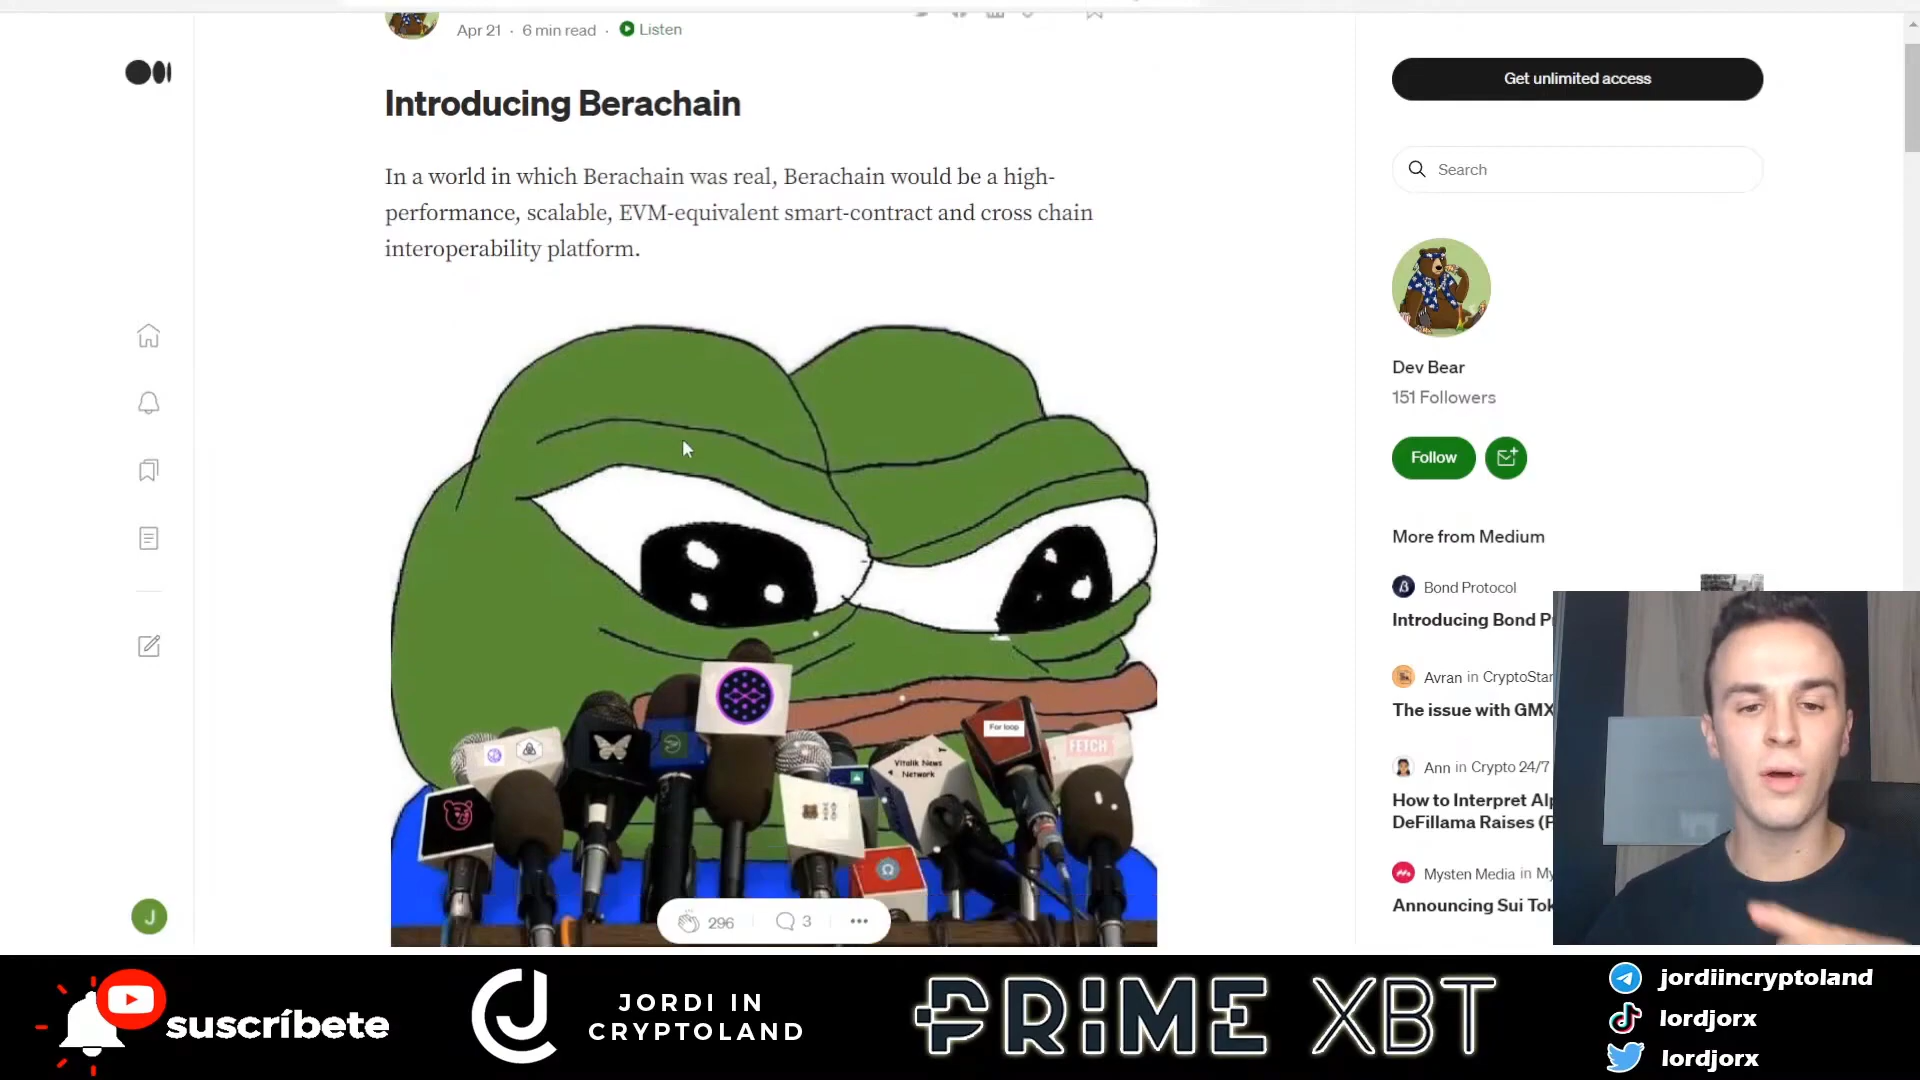 Apr 21 · 6 min read · Listen
Introducing Berachain
In a world in which Berachain was real, Berachain would be a high-
performance, scalable, EVM-equivalent smart-contract and cross chain
interoperability platform.
For loop
FETCH
Vitalik News
Network
296
3
J
Get unlimited access
Search
Dev Bear
151 Followers
Follow
More from Medium
Bond Protocol
Introducing Bond P
Avran in CryptoStar
The issue with GMX
Ann in Crypto 24/7
How to Interpret Al
DeFillama Raises (F
Mysten Media in My
Announcing Sui Tok
suscríbete
JORDI IN
CRYPTOLAND
PRIME XBT
jordiincryptoland
lordjorx
lordjorx